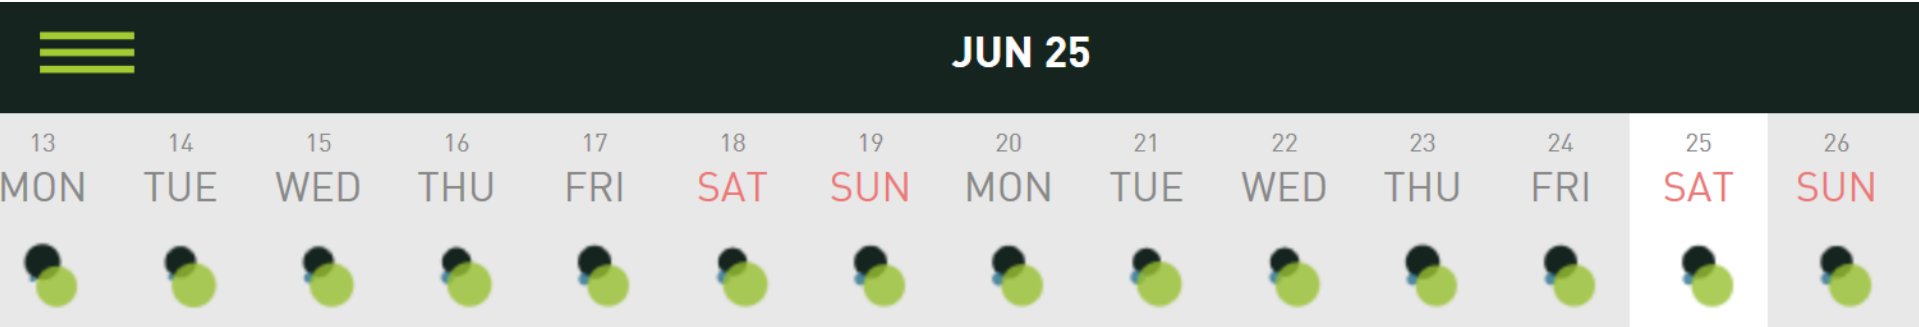 JUN 25
13 14 15 16 17 18 19 20 21 22 23 24 25 26
MON TUE WED THU FRI SAT SUN MON TUE WED THU FRI SAT SUN